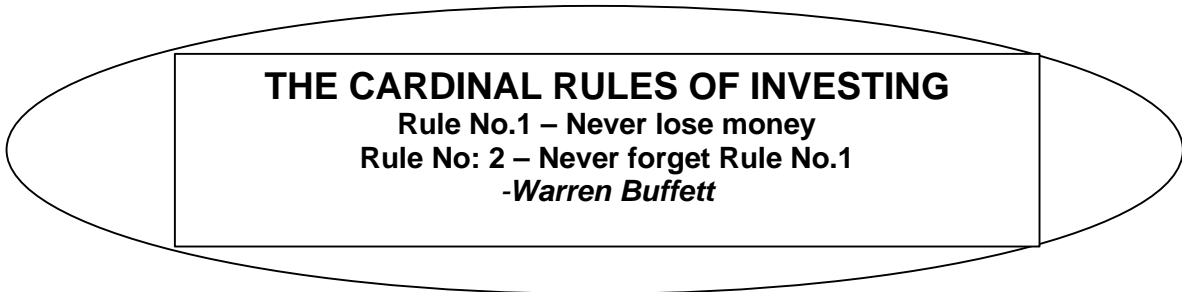 THE CARDINAL RULES OF INVESTING
Rule No.1 – Never lose money
Rule No: 2 – Never forget Rule No.1
-Warren Buffett